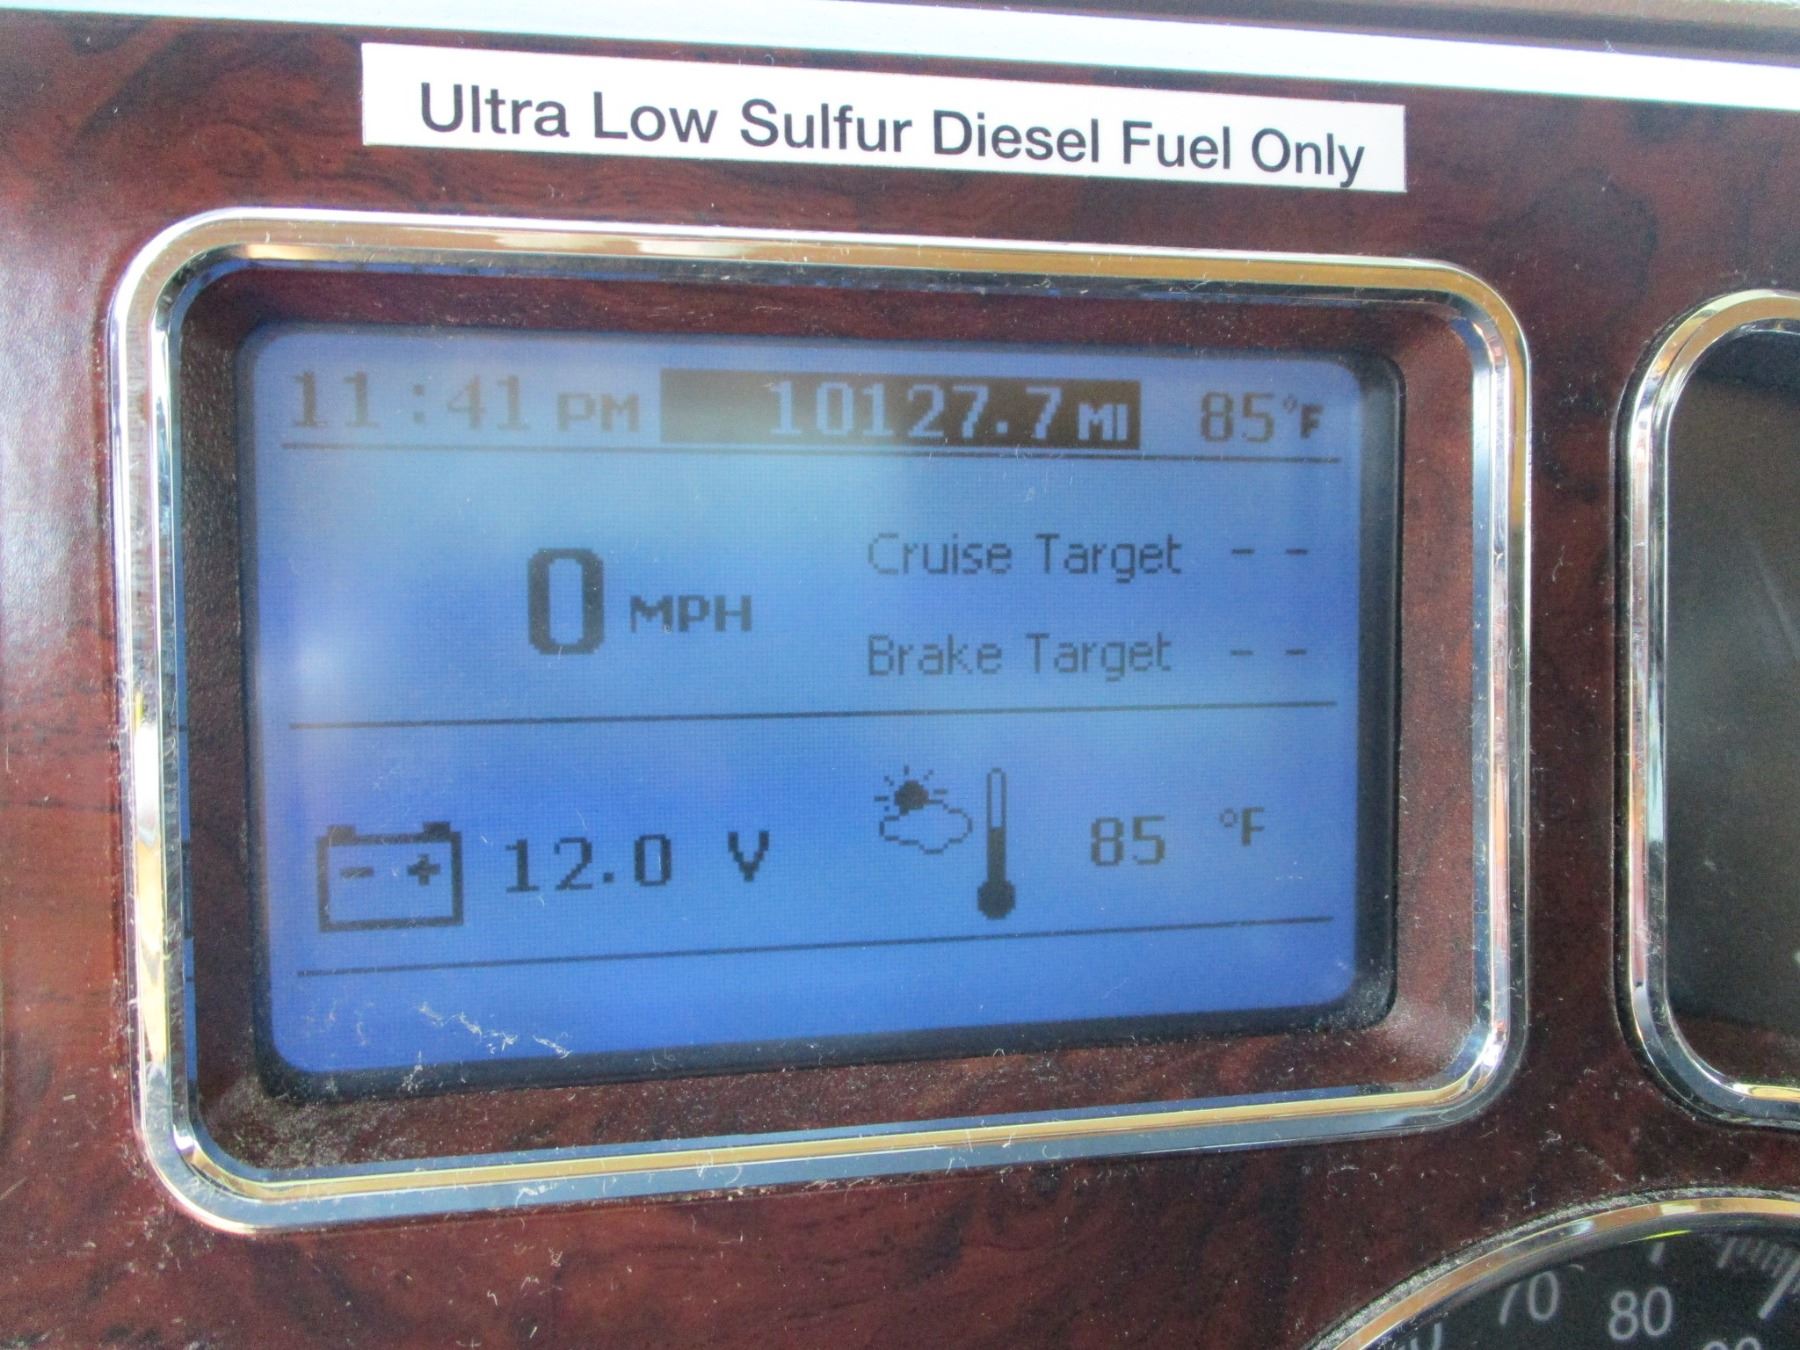 Ultra Low Sulfur Diesel Fuel Only
11:41 PM 10127.7 MI 85°F
Cruise Target - -
0 MPH
Brake Target - -
- + 12.0 V 85 °F
70 80